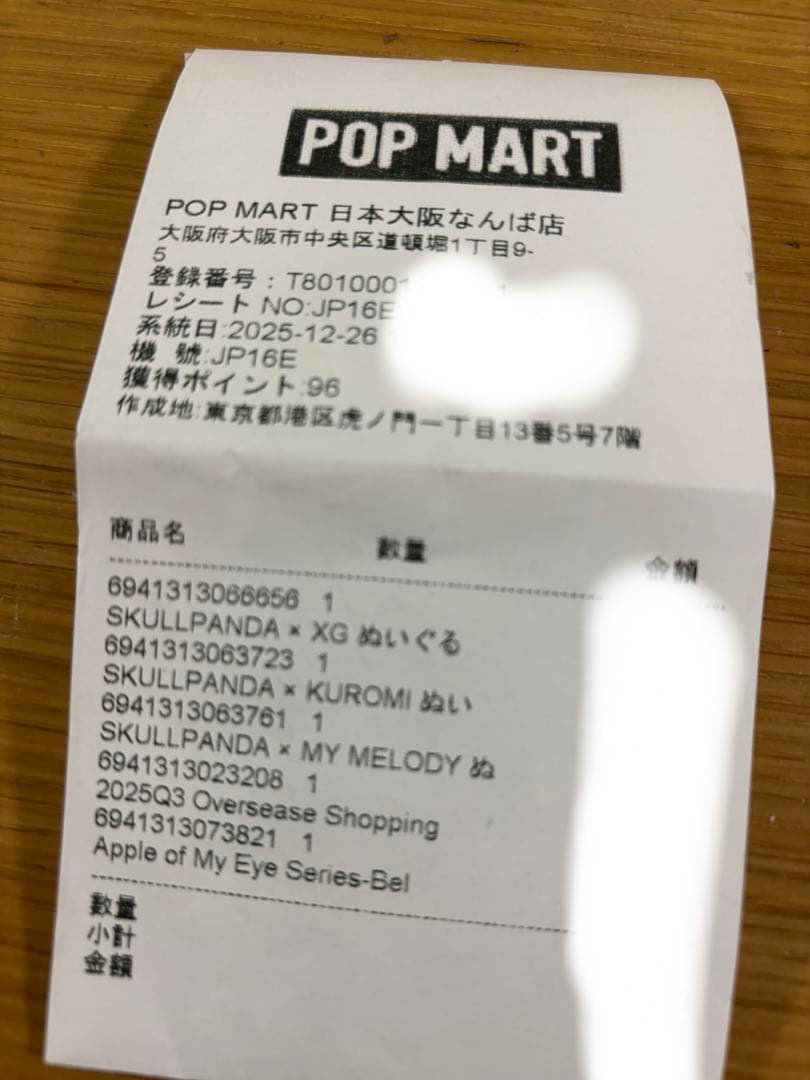 POP MART
POP MART 日本大阪なんば店
大阪府大阪市中央区道頓堀1丁目9-
5
登録番号：T801000
レシート NO:JP16E
系統日:2025-12-26
機 號:JP16E
獲得ポイント:96
作成地:東京都港区虎ノ門一丁目13番5号7階
商品名 數量 金額
6941313066656 1
SKULLPANDA × XG ぬいぐる
6941313063723 1
SKULLPANDA × KUROMI ぬい
6941313063761 1
SKULLPANDA × MY MELODY ぬ
6941313023208 1
2025Q3 Oversease Shopping
6941313073821 1
Apple of My Eye Series-Bel
數量
小計
金額